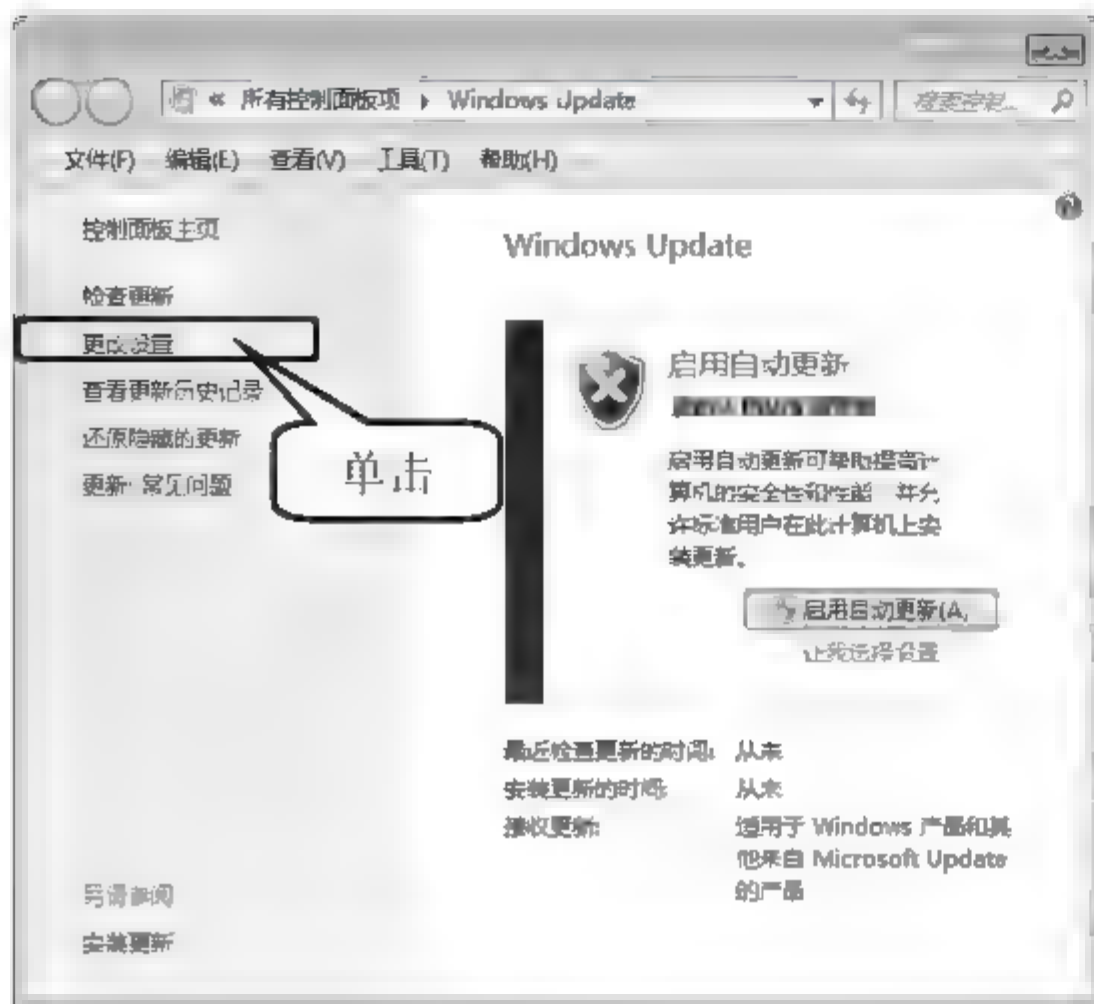 « 所有控制面板项 ▸ Windows Update
搜索控制...
文件(F) 编辑(E) 查看(V) 工具(T) 帮助(H)
控制面板主页
检查更新
更改设置
查看更新历史记录
还原隐藏的更新
更新: 常见问题
单击
Windows Update
启用自动更新
启用自动更新可帮助提高计
算机的安全性和性能，并允
许标准用户在此计算机上安
装更新。
启用自动更新(A)
让我选择设置
最近检查更新的时间: 从未
安装更新的时间: 从未
接收更新: 适用于 Windows 产品和其
他来自 Microsoft Update
的产品
另请参阅
安装更新